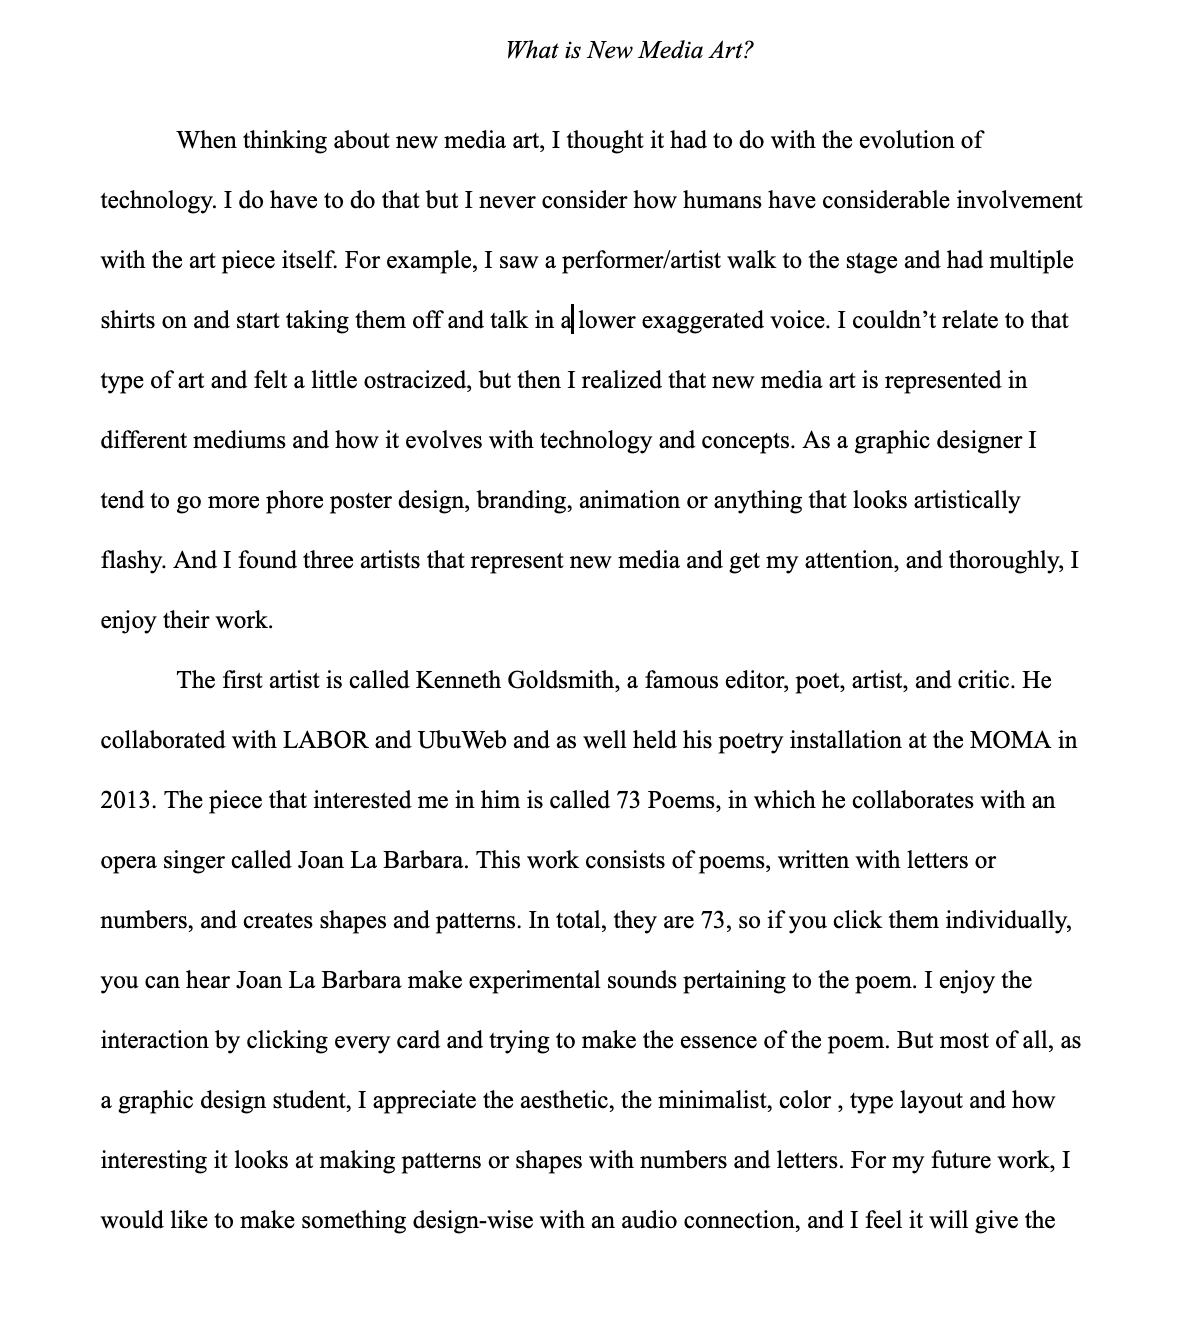 What is New Media Art?
When thinking about new media art, I thought it had to do with the evolution of
technology. I do have to do that but I never consider how humans have considerable involvement
with the art piece itself. For example, I saw a performer/artist walk to the stage and had multiple
shirts on and start taking them off and talk in a lower exaggerated voice. I couldn’t relate to that
type of art and felt a little ostracized, but then I realized that new media art is represented in
different mediums and how it evolves with technology and concepts. As a graphic designer I
tend to go more phore poster design, branding, animation or anything that looks artistically
flashy. And I found three artists that represent new media and get my attention, and thoroughly, I
enjoy their work.
The first artist is called Kenneth Goldsmith, a famous editor, poet, artist, and critic. He
collaborated with LABOR and UbuWeb and as well held his poetry installation at the MOMA in
2013. The piece that interested me in him is called 73 Poems, in which he collaborates with an
opera singer called Joan La Barbara. This work consists of poems, written with letters or
numbers, and creates shapes and patterns. In total, they are 73, so if you click them individually,
you can hear Joan La Barbara make experimental sounds pertaining to the poem. I enjoy the
interaction by clicking every card and trying to make the essence of the poem. But most of all, as
a graphic design student, I appreciate the aesthetic, the minimalist, color , type layout and how
interesting it looks at making patterns or shapes with numbers and letters. For my future work, I
would like to make something design-wise with an audio connection, and I feel it will give the